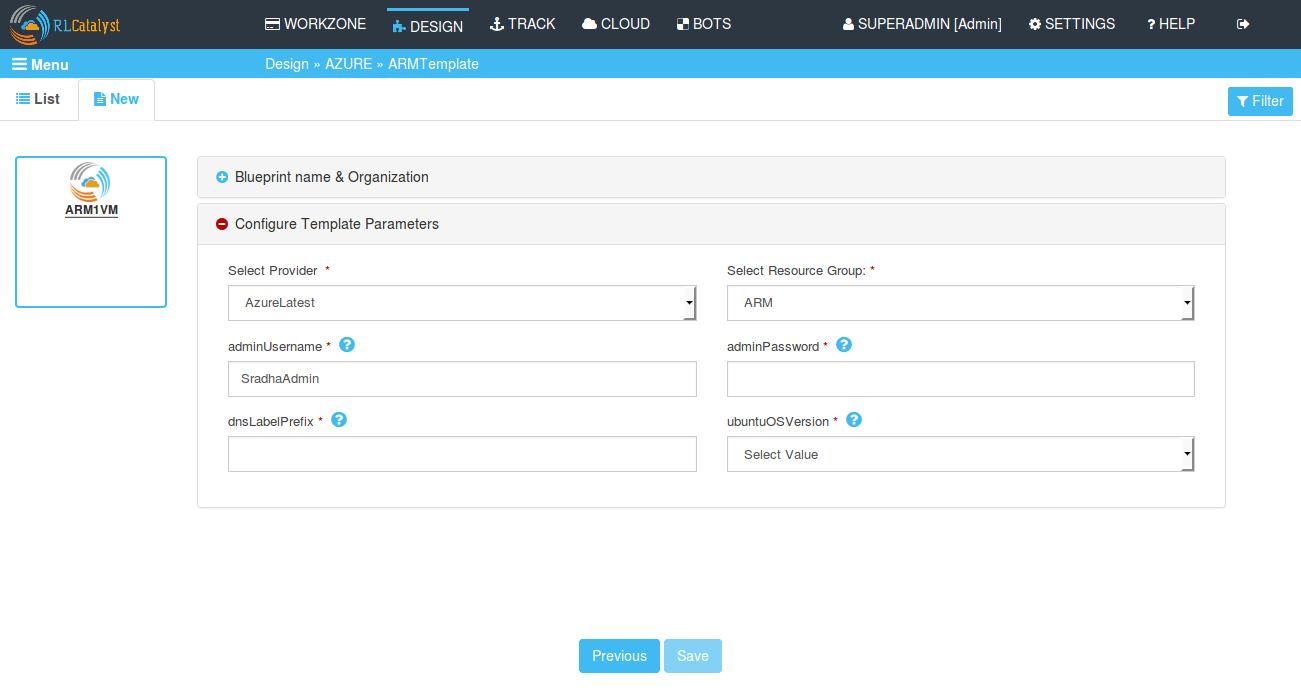 RLCatalyst WORKZONE DESIGN TRACK CLOUD BOTS SUPERADMIN [Admin] SETTINGS ? HELP
Menu Design » AZURE » ARMTemplate
List New Filter
ARM1VM
Blueprint name & Organization
Configure Template Parameters
Select Provider * Select Resource Group: *
AzureLatest ARM
adminUsername * ? adminPassword * ?
SradhaAdmin
dnsLabelPrefix * ? ubuntuOSVersion * ?
Select Value
Previous Save